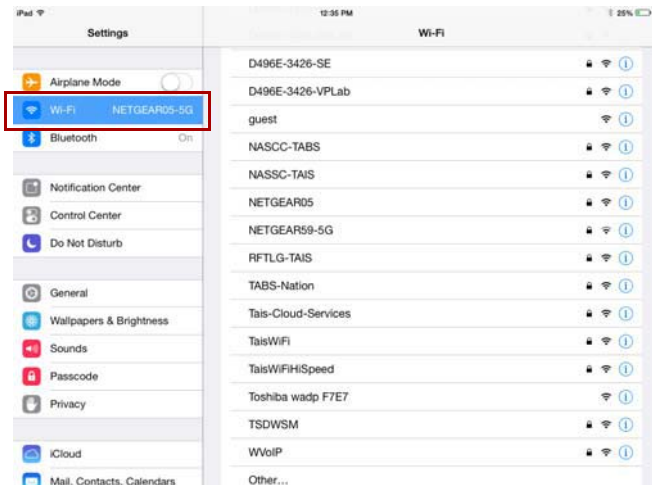 iPad 12:35 PM 25%
Settings
Wi-Fi
Airplane Mode
Wi-Fi NETGEAR05-5G
Bluetooth On
Notification Center
Control Center
Do Not Disturb
General
Wallpapers & Brightness
Sounds
Passcode
Privacy
iCloud
Mail, Contacts, Calendars
D496E-3426-SE
D496E-3426-VPLab
guest
NASCC-TABS
NASSC-TAIS
NETGEAR05
NETGEAR59-5G
RFTLG-TAIS
TABS-Nation
Tais-Cloud-Services
TaisWiFi
TaisWiFiHiSpeed
Toshiba wadp F7E7
TSDWSM
WVoIP
Other...